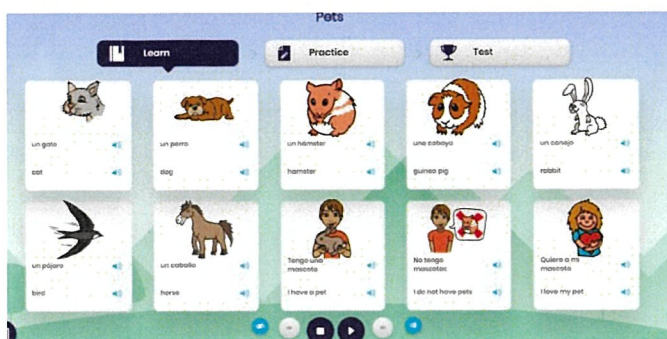 Pets
Learn
Practice
Test
un gato
cat
un perro
dog
un hámster
hamster
una cobaya
guinea pig
un conejo
rabbit
un pájaro
bird
un caballo
horse
Tengo una
mascota
I have a pet
No tengo
mascotas
I do not have pets
Quiero a mi
mascota
I love my pet